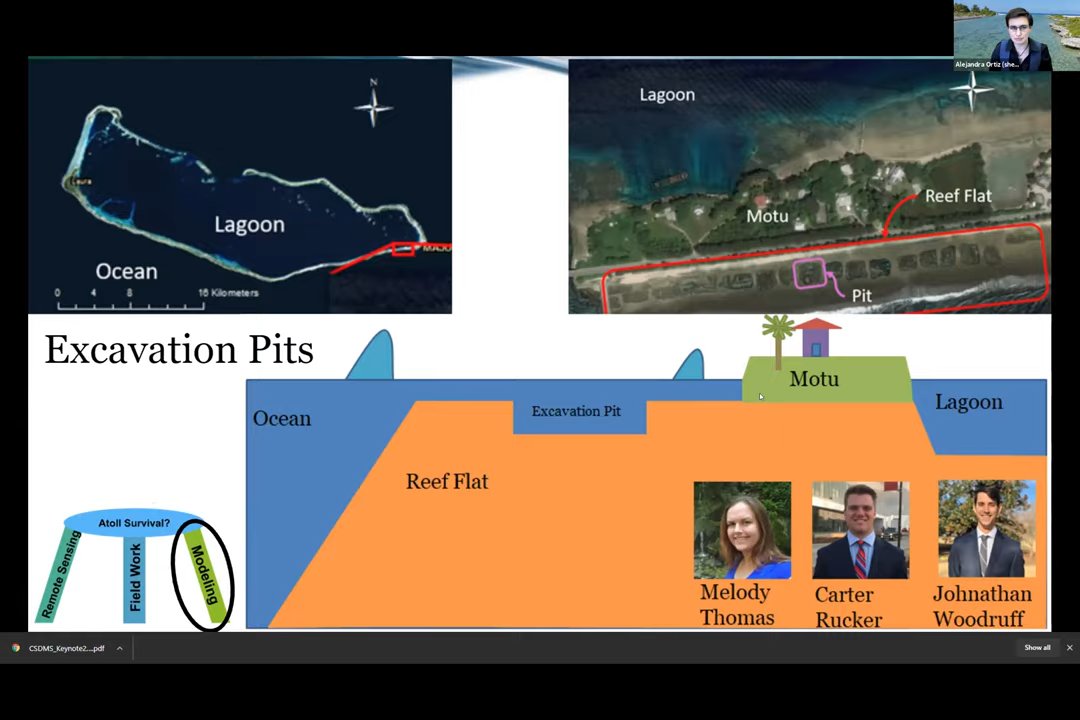 Alejandra Ortiz (she...
N
Laura
Lagoon
Ocean
0 4 8 16 Kilometers
Lagoon
Motu
Reef Flat
Pit
Excavation Pits
Ocean
Excavation Pit
Motu
Lagoon
Reef Flat
Atoll Survival?
Remote Sensing
Field Work
Modeling
Melody
Thomas
Carter
Rucker
Johnathan
Woodruff
CSDMS_Keynote2....pdf
Show all